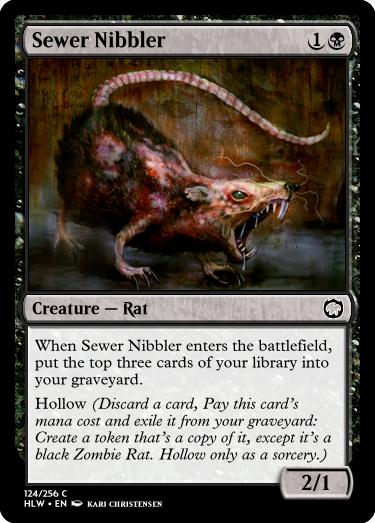 Sewer Nibbler 1
Creature — Rat
When Sewer Nibbler enters the battlefield,
put the top three cards of your library into
your graveyard.
Hollow (Discard a card, Pay this card's
mana cost and exile it from your graveyard:
Create a token that's a copy of it, except it's a
black Zombie Rat. Hollow only as a sorcery.)
2/1
124/256 C
HLW • EN KARI CHRISTENSEN